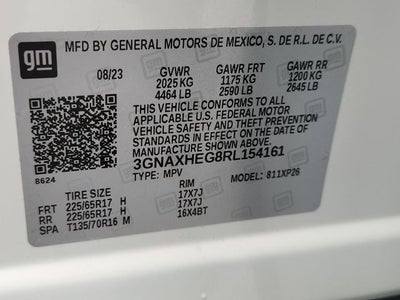 gm
MFD BY GENERAL MOTORS DE MEXICO, S. DE R.L. DE C.V.
08/23 GVWR GAWR FRT GAWR RR
2025 KG 1175 KG 1200 KG
4464 LB 2590 LB 2645 LB
THIS VEHICLE CONFORMS TO ALL
APPLICABLE U.S. FEDERAL MOTOR
VEHICLE SAFETY, BUMPER, AND THEFT
PREVENTION STANDARDS IN EFFECT ON
THE DATE OF MANUFACTURE SHOWN ABOVE.
3GNAXHEG8RL154161
8624 TYPE: MPV MODEL: 811XP26
TIRE SIZE RIM
FRT 225/65R17 H 17X7J
RR 225/65R17 H 17X7J
SPA T135/70R16 M 16X4BT